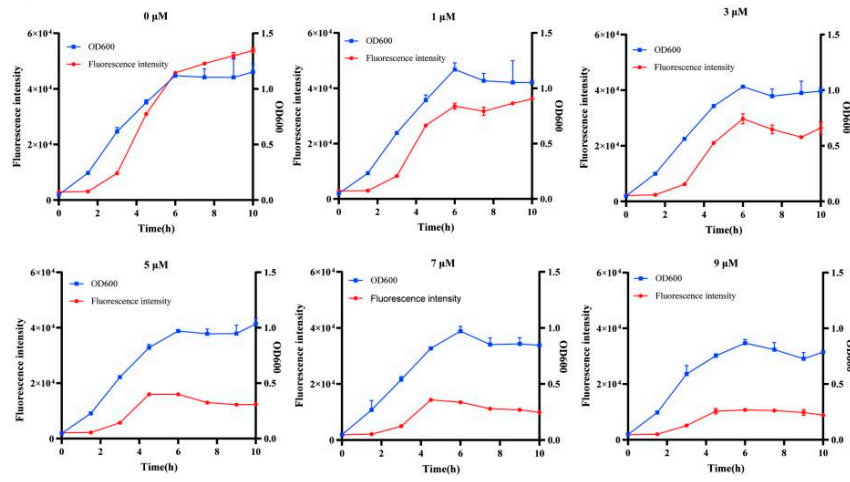 0 μM
6×10⁴
4×10⁴
2×10⁴
0
Fluorescence intensity
OD600
Fluorescence intensity
1.5
1.0
0.5
0.0
OD600
0 2 4 6 8 10
Time(h)
1 μM
6×10⁴
4×10⁴
2×10⁴
0
Fluorescence intensity
OD600
Fluorescence intensity
1.5
1.0
0.5
0.0
OD600
0 2 4 6 8 10
Time(h)
3 μM
6×10⁴
4×10⁴
2×10⁴
0
Fluorescence intensity
OD600
Fluorescence intensity
1.5
1.0
0.5
0.0
OD600
0 2 4 6 8 10
Time(h)
5 μM
6×10⁴
4×10⁴
2×10⁴
0
Fluorescence intensity
OD600
Fluorescence intensity
1.5
1.0
0.5
0.0
OD600
0 2 4 6 8 10
Time(h)
7 μM
6×10⁴
4×10⁴
2×10⁴
0
Fluorescence intensity
OD600
Fluorescence intensity
1.5
1.0
0.5
0.0
OD600
0 2 4 6 8 10
Time(h)
9 μM
6×10⁴
4×10⁴
2×10⁴
0
Fluorescence intensity
OD600
Fluorescence intensity
1.5
1.0
0.5
0.0
OD600
0 2 4 6 8 10
Time(h)